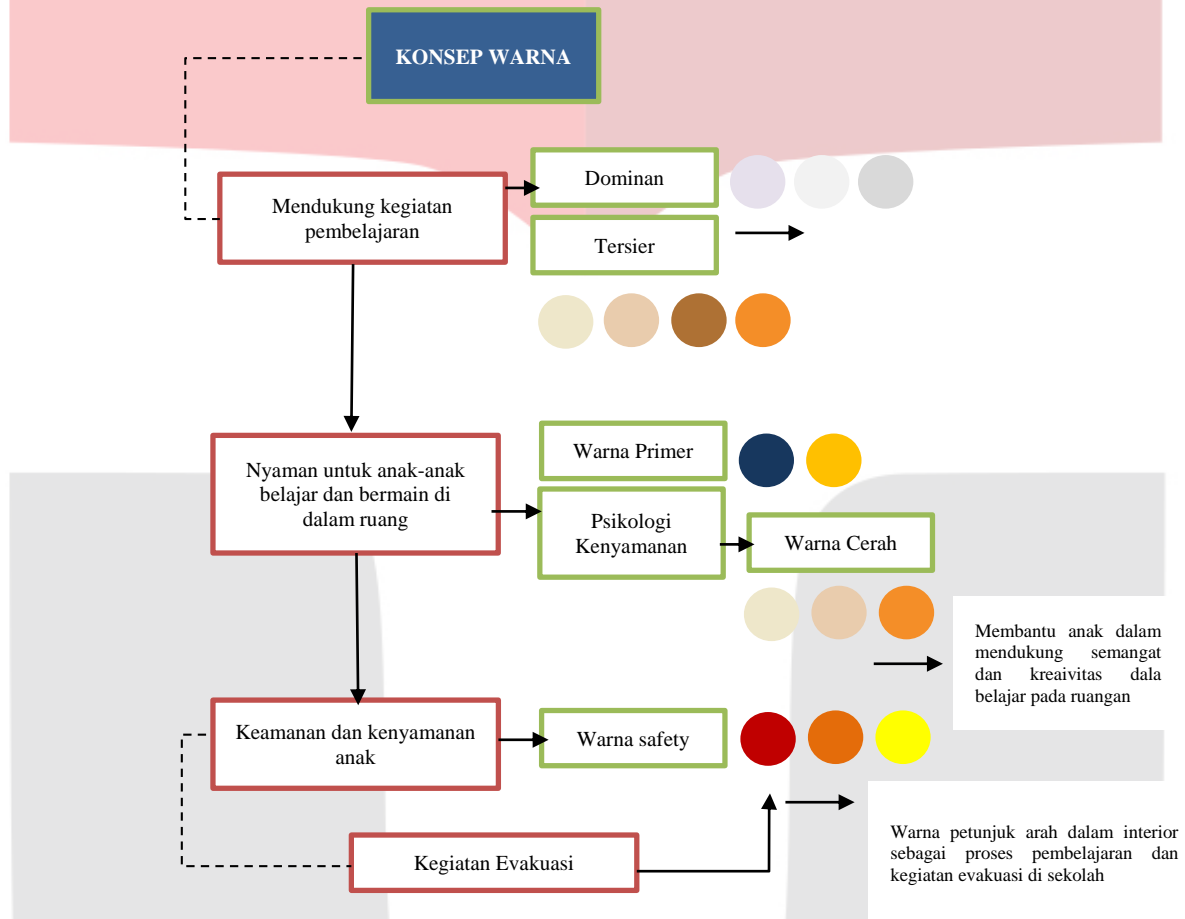 KONSEP WARNA
Mendukung kegiatan
pembelajaran
Dominan
Tersier
Nyaman untuk anak-anak
belajar dan bermain di
dalam ruang
Warna Primer
Psikologi
Kenyamanan
Warna Cerah
Membantu anak dalam
mendukung semangat
dan kreaivitas dala
belajar pada ruangan
Keamanan dan kenyamanan
anak
Warna safety
Kegiatan Evakuasi
Warna petunjuk arah dalam interior
sebagai proses pembelajaran dan
kegiatan evakuasi di sekolah